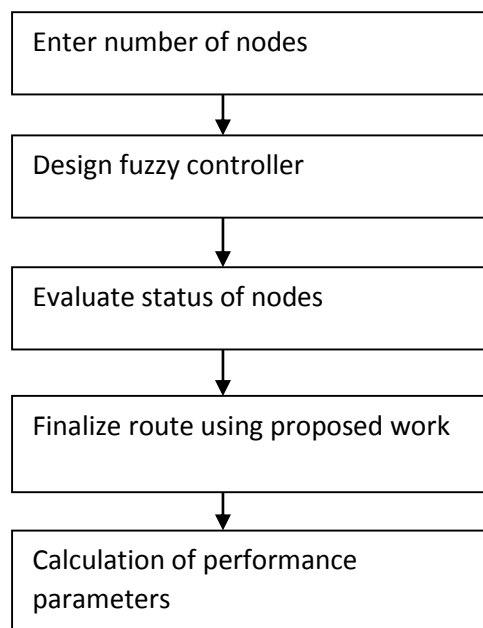 Enter number of nodes
Design fuzzy controller
Evaluate status of nodes
Finalize route using proposed work
Calculation of performance
parameters